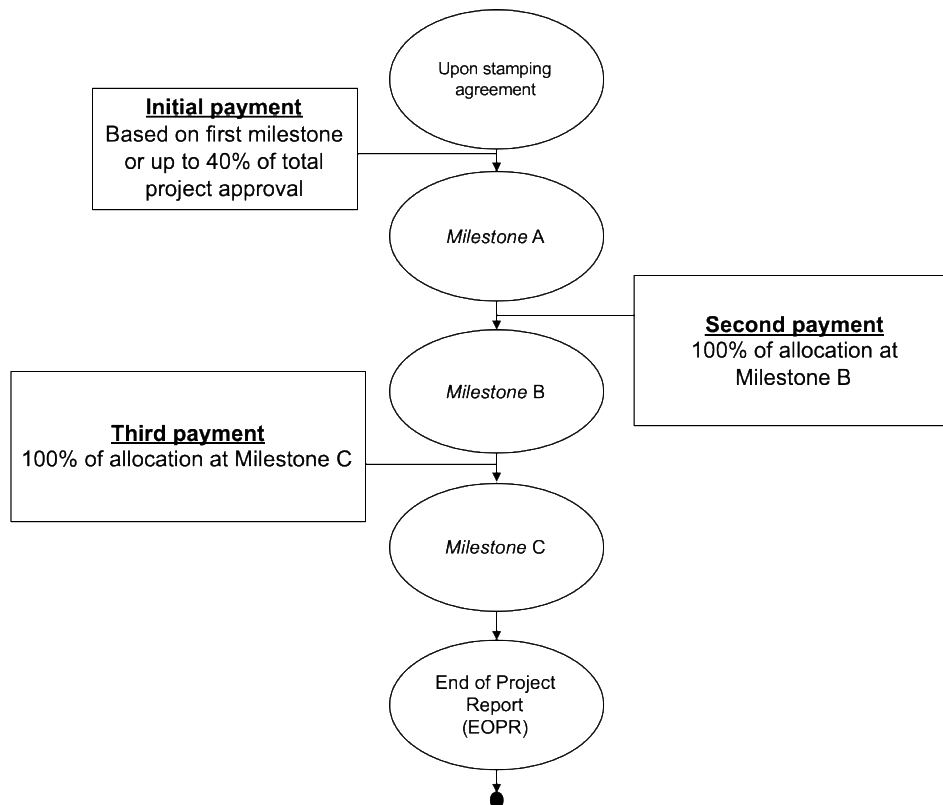 Upon stamping
agreement
Initial payment
Based on first milestone
or up to 40% of total
project approval
Milestone A
Second payment
100% of allocation at
Milestone B
Milestone B
Third payment
100% of allocation at Milestone C
Milestone C
End of Project
Report
(EOPR)